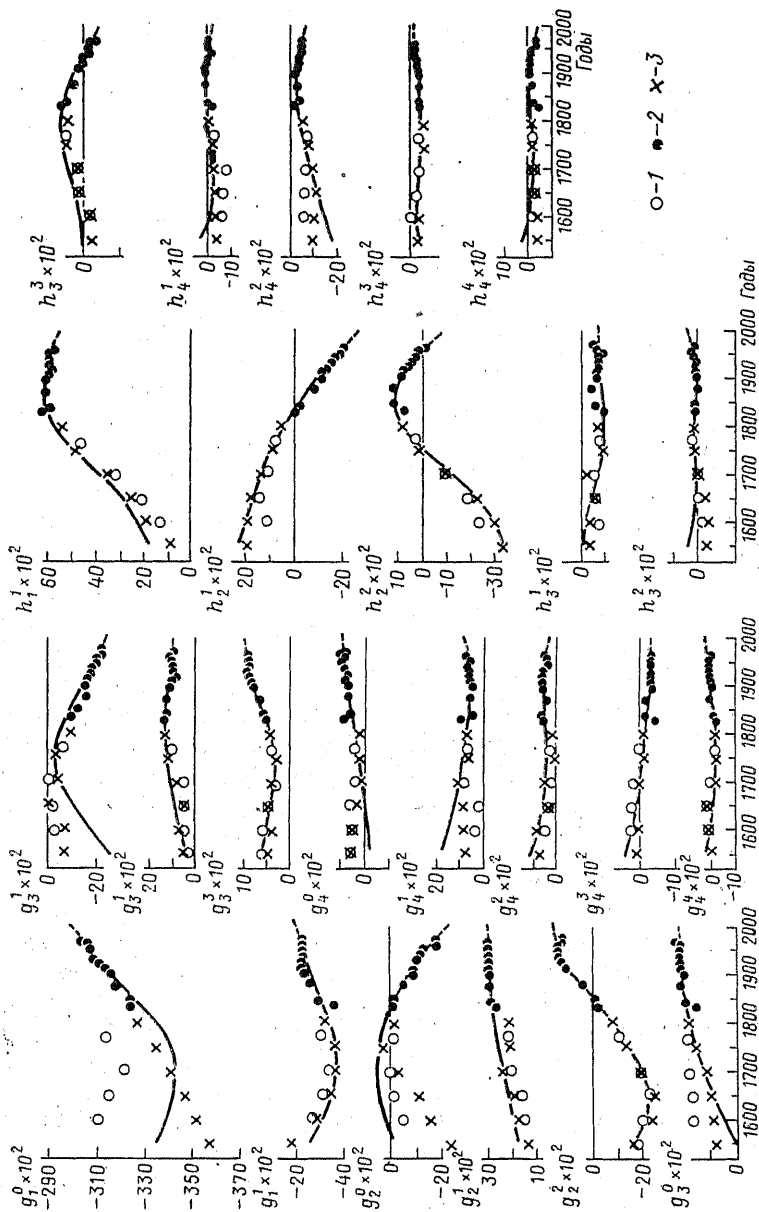 g₁⁰ × 10²
−290
−310
−330
−350
−370
g₁¹ × 10²
−20
−40
g₂⁰ × 10²
0
−20
g₂¹ × 10²
30
10
g₂² × 10²
0
−20
g₃⁰ × 10²
0
1600 1700 1800 1900 2000
g₃¹ × 10²
0
−20
g₃¹ × 10²
20
0
g₃³ × 10²
10
0
g₄⁰ × 10²
0
g₄¹ × 10²
20
0
g₄² × 10²
0
g₄³ × 10²
0
−10
g₄⁴ × 10²
0
−10
1600 1700 1800 1900 2000
h₁¹ × 10²
60
40
20
0
h₂¹ × 10²
20
0
−20
h₂² × 10²
10
0
−10
−30
h₃¹ × 10²
0
h₃² × 10²
0
1600 1700 1800 1900 2000 Годы
h₃³ × 10²
0
h₄¹ × 10²
0
−10
h₄² × 10²
0
−20
h₄³ × 10²
0
h₄⁴ × 10²
10
0
1600 1700 1800 1900 2000
Годы
○-1 ●-2 ×-3